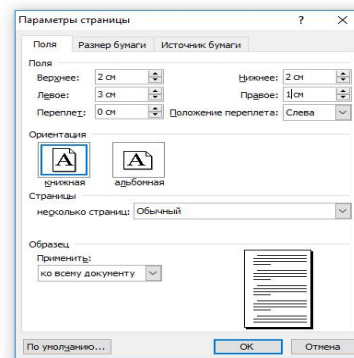 Параметры страницы ? ×
Поля Размер бумаги Источник бумаги
Поля
Верхнее: 2 см Нижнее: 2 см
Левое: 3 см Правое: 1 см
Переплет: 0 см Положение переплета: Слева
Ориентация
A A
книжная альбомная
Страницы
несколько страниц: Обычный
Образец
Применить:
ко всему документу
По умолчанию... ОК Отмена